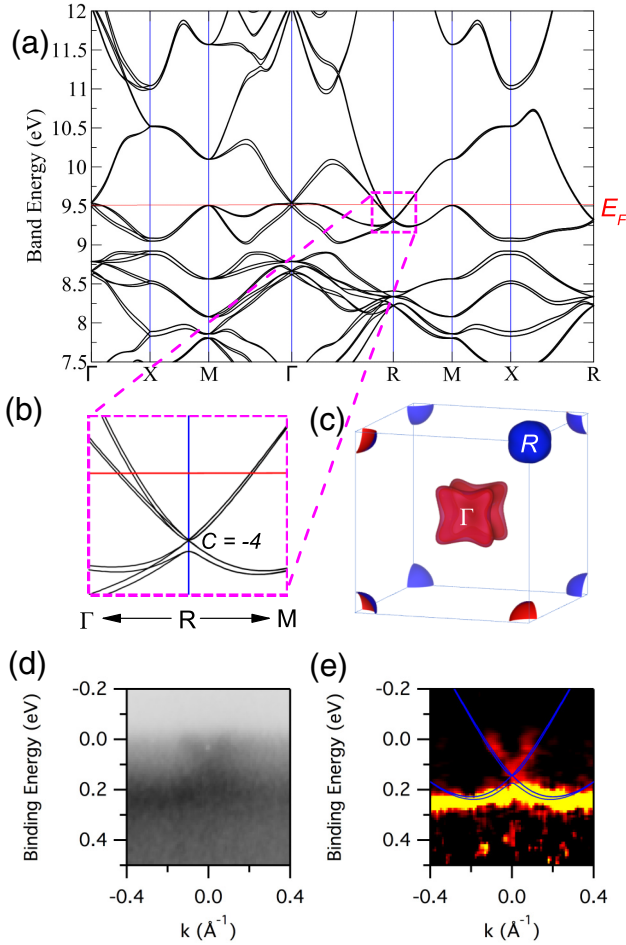 (a)
Band Energy (eV)
12
11.5
11
10.5
10
9.5
9
8.5
8
7.5
E_F
Γ X M Γ R M X R
(b)
C = -4
Γ R M
(c)
R
Γ
(d)
Binding Energy (eV)
-0.2
0.0
0.2
0.4
-0.4 0.0 0.4
k (Å⁻¹)
(e)
Binding Energy (eV)
-0.2
0.0
0.2
0.4
-0.4 0.0 0.4
k (Å⁻¹)